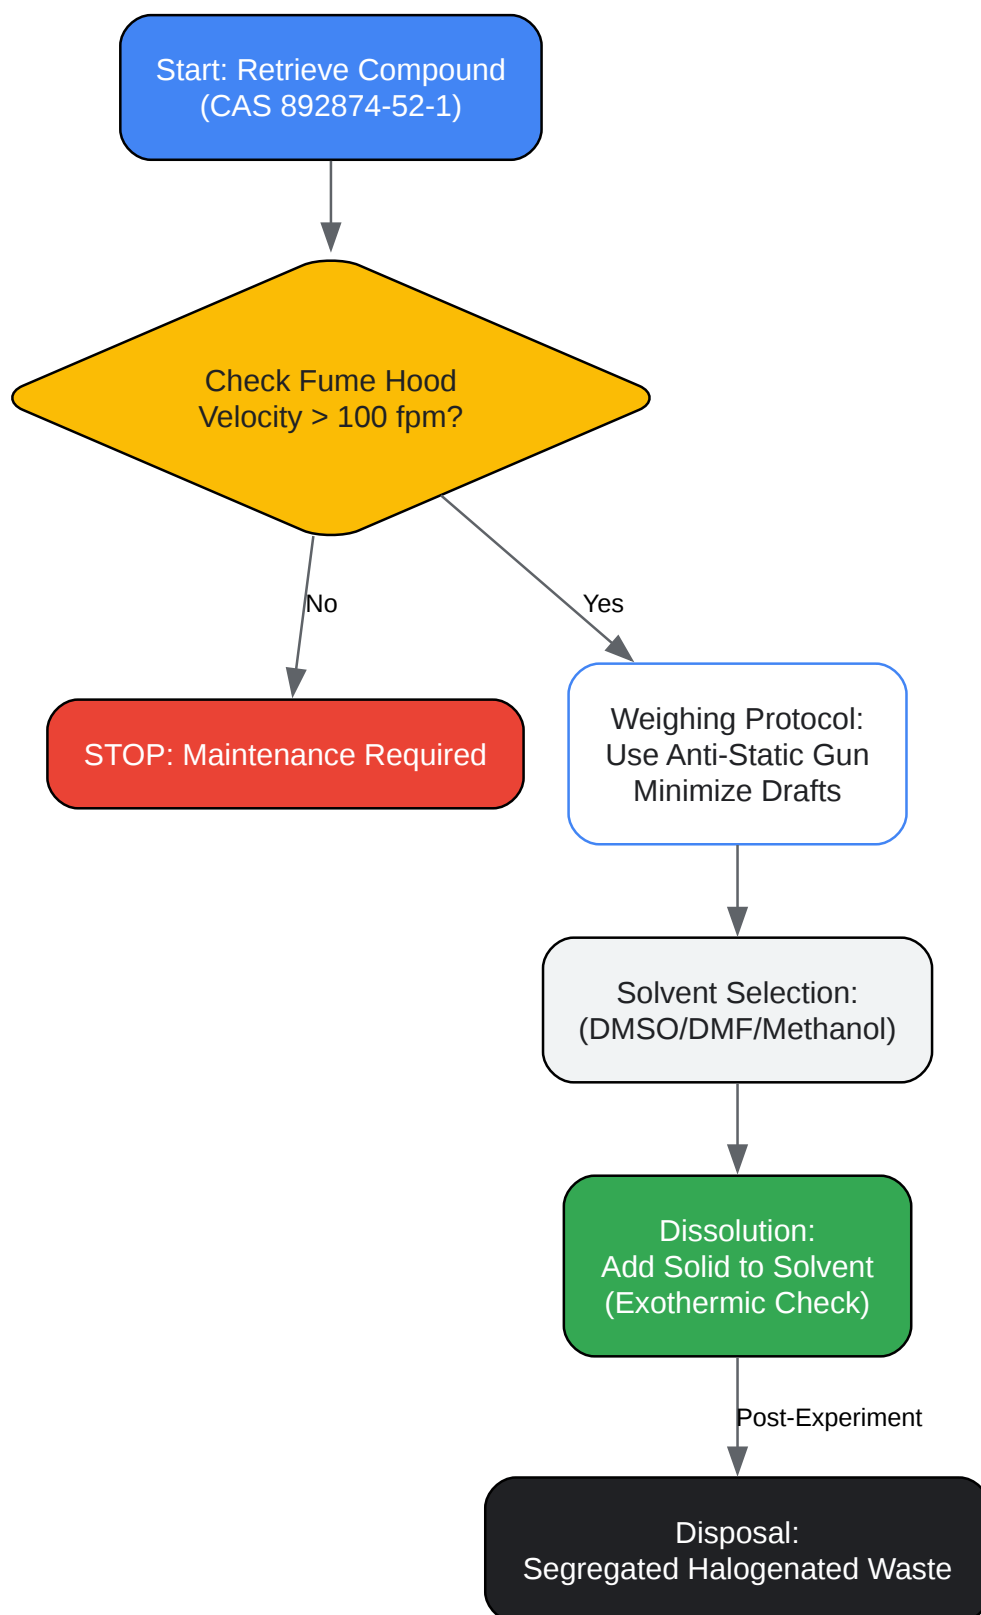 Start: Retrieve Compound
(CAS 892874-52-1)
Check Fume Hood
Velocity > 100 fpm?
No
Yes
STOP: Maintenance Required
Weighing Protocol:
Use Anti-Static Gun
Minimize Drafts
Solvent Selection:
(DMSO/DMF/Methanol)
Dissolution:
Add Solid to Solvent
(Exothermic Check)
Post-Experiment
Disposal:
Segregated Halogenated Waste